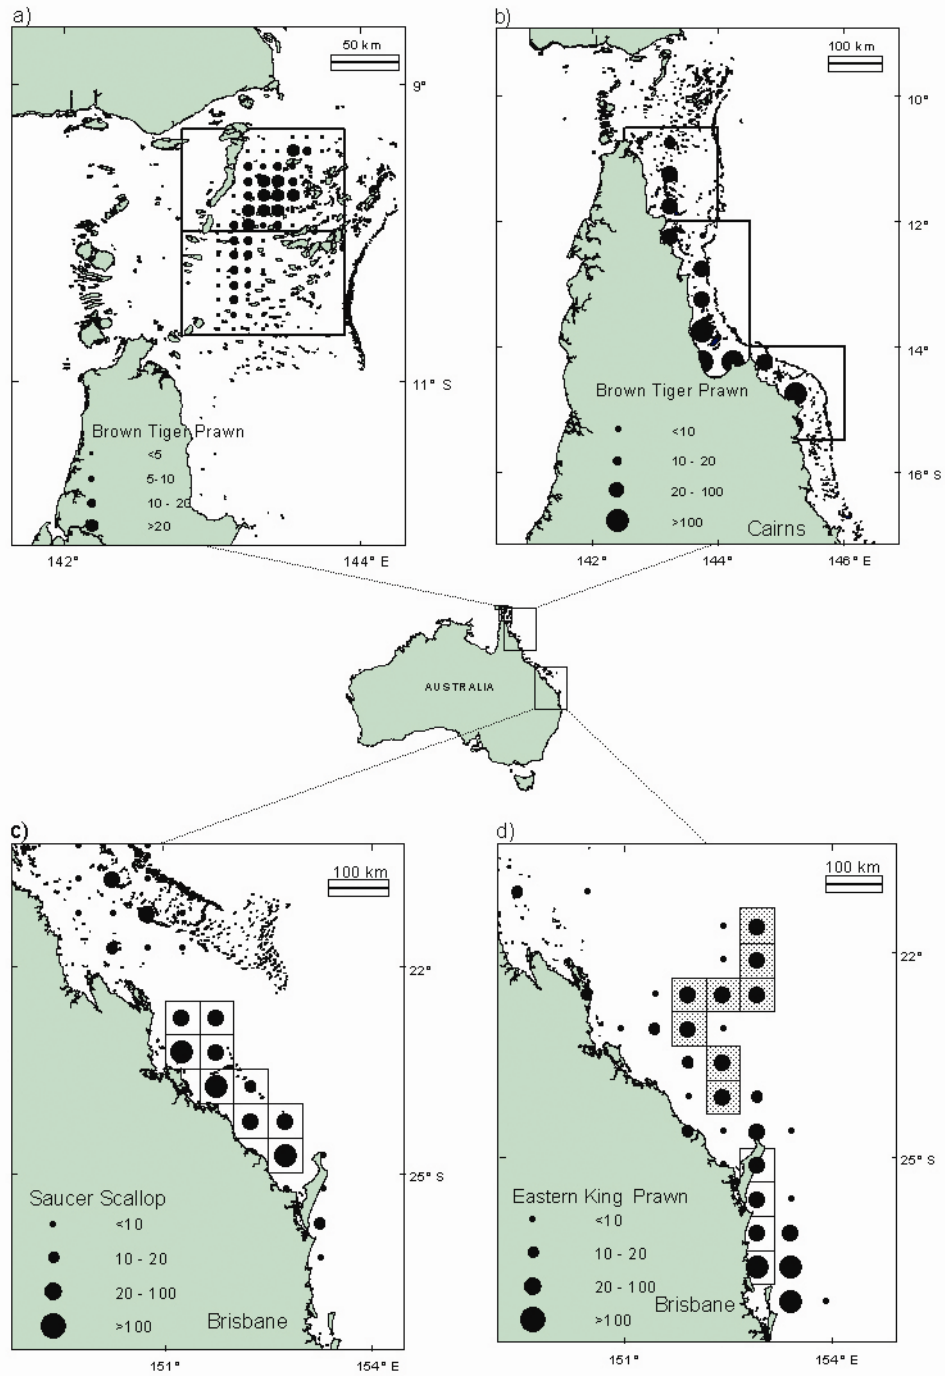 a)
50 km
9°
11° S
Brown Tiger Prawn
<5
5-10
10 - 20
>20
142°
144° E
b)
100 km
10°
12°
14°
16° S
Brown Tiger Prawn
<10
10 - 20
20 - 100
>100
Cairns
142°
144°
146° E
AUSTRALIA
c)
100 km
22°
25° S
Saucer Scallop
<10
10 - 20
20 - 100
>100
Brisbane
151°
154° E
d)
100 km
22°
25° S
Eastern King Prawn
<10
10 - 20
20 - 100
>100
Brisbane
151°
154° E